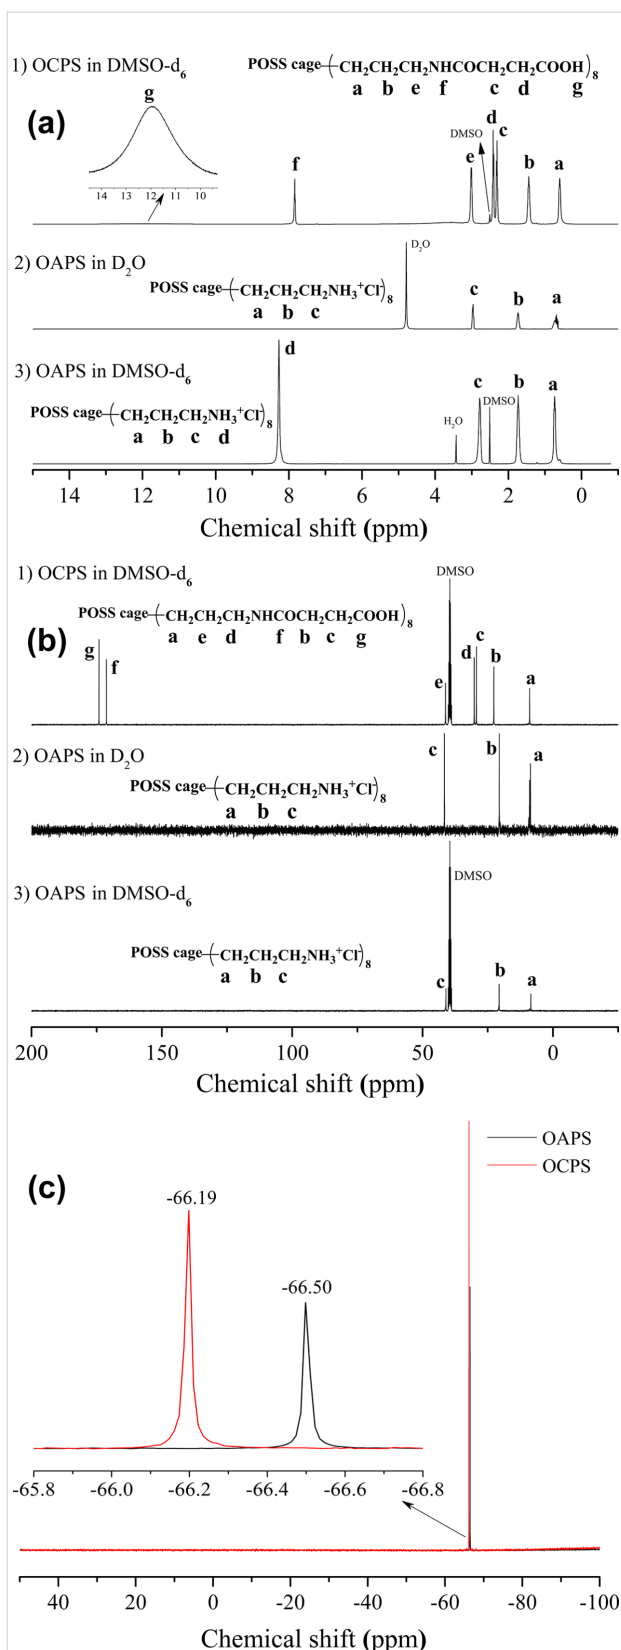 1) OCPS in DMSO-d6
POSS cage─(CH2CH2CH2NHCOCH2CH2COOH)8
a b e f c d g
(a)
g
14 13 12 11 10
f
e
DMSO
d
c
b
a
2) OAPS in D2O
POSS cage─(CH2CH2CH2NH3+Cl-)8
a b c
D2O
c
b
a
3) OAPS in DMSO-d6
POSS cage─(CH2CH2CH2NH3+Cl-)8
a b c d
d
H2O
c
DMSO
b
a
14 12 10 8 6 4 2 0
Chemical shift (ppm)
1) OCPS in DMSO-d6
POSS cage─(CH2CH2CH2NHCOCH2CH2COOH)8
a e d f b c g
(b)
g
f
DMSO
e
d
c
b
a
2) OAPS in D2O
POSS cage─(CH2CH2CH2NH3+Cl-)8
a b c
c
b
a
3) OAPS in DMSO-d6
POSS cage─(CH2CH2CH2NH3+Cl-)8
a b c
DMSO
c
b
a
200 150 100 50 0
Chemical shift (ppm)
(c)
OAPS
OCPS
-66.19
-66.50
-65.8 -66.0 -66.2 -66.4 -66.6 -66.8
40 20 0 -20 -40 -60 -80 -100
Chemical shift (ppm)